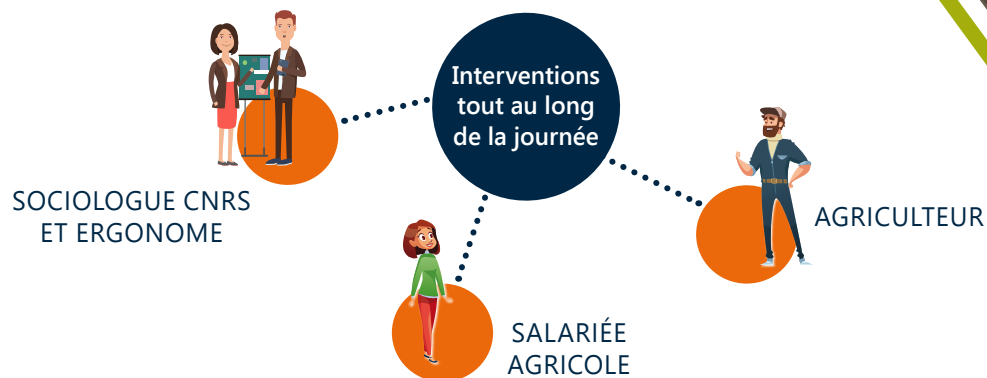 Interventions
tout au long
de la journée
SOCIOLOGUE CNRS
ET ERGONOME
AGRICULTEUR
SALARIÉE
AGRICOLE